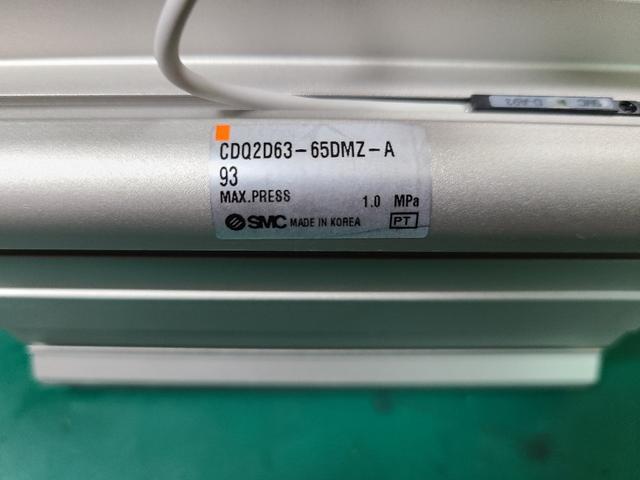 CDQ2D63-65DMZ-A
93
MAX.PRESS 1.0 MPa
SMC MADE IN KOREA PT